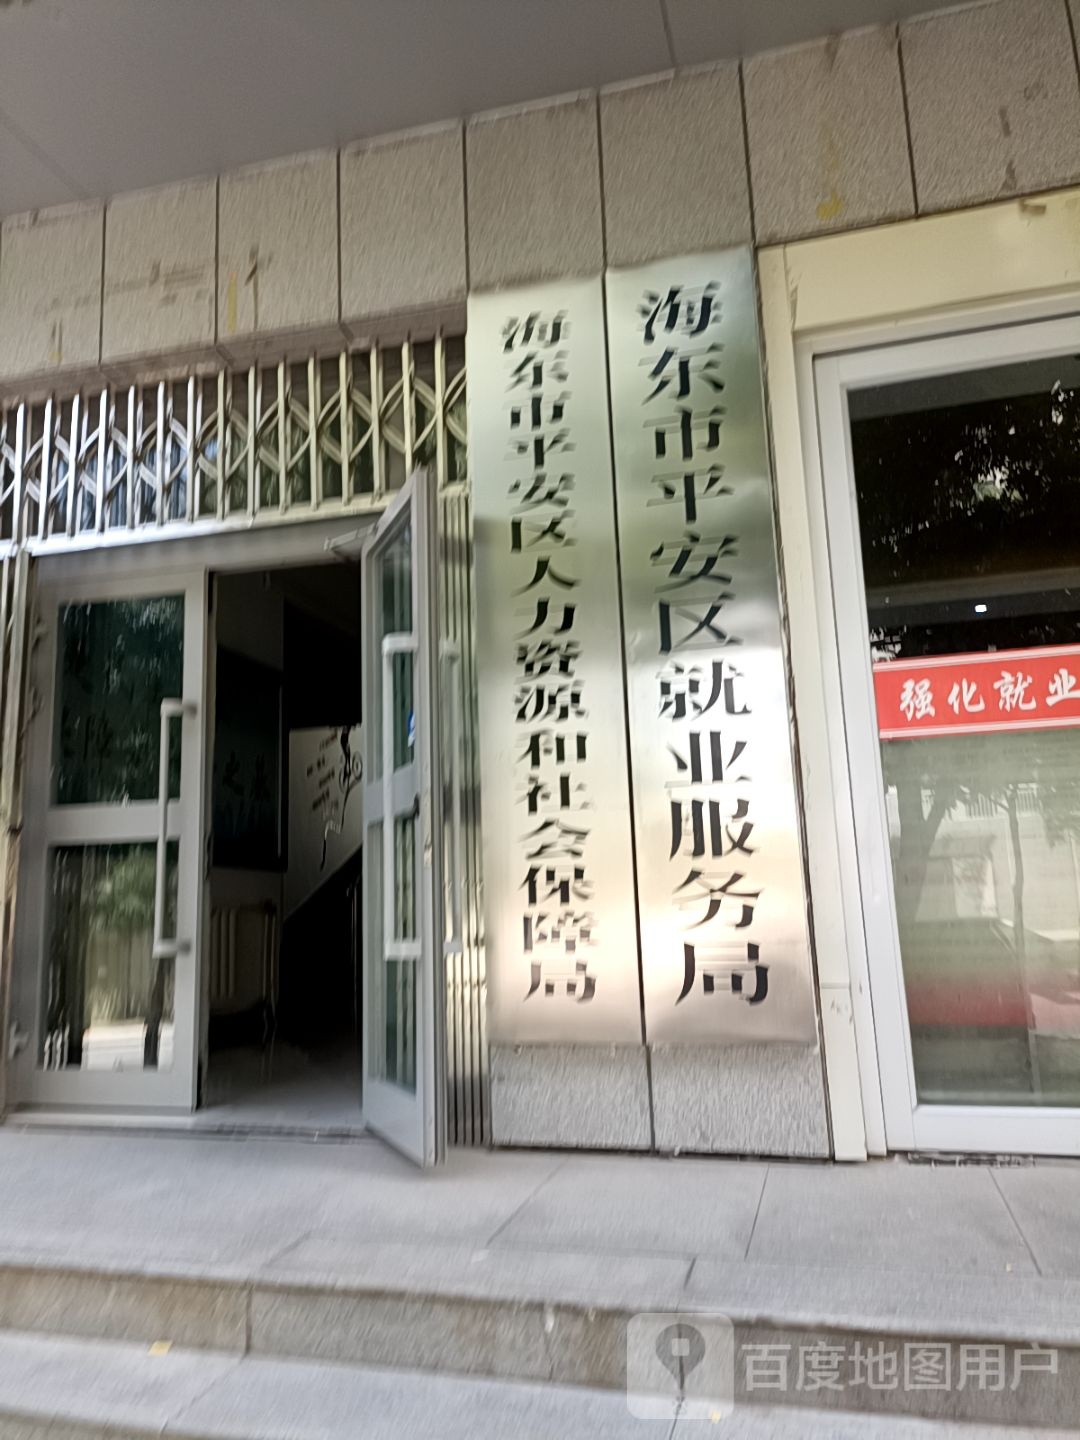 海东市平安区人力资源和社会保障局
海东市平安区就业服务局
强化就业
百度地图用户